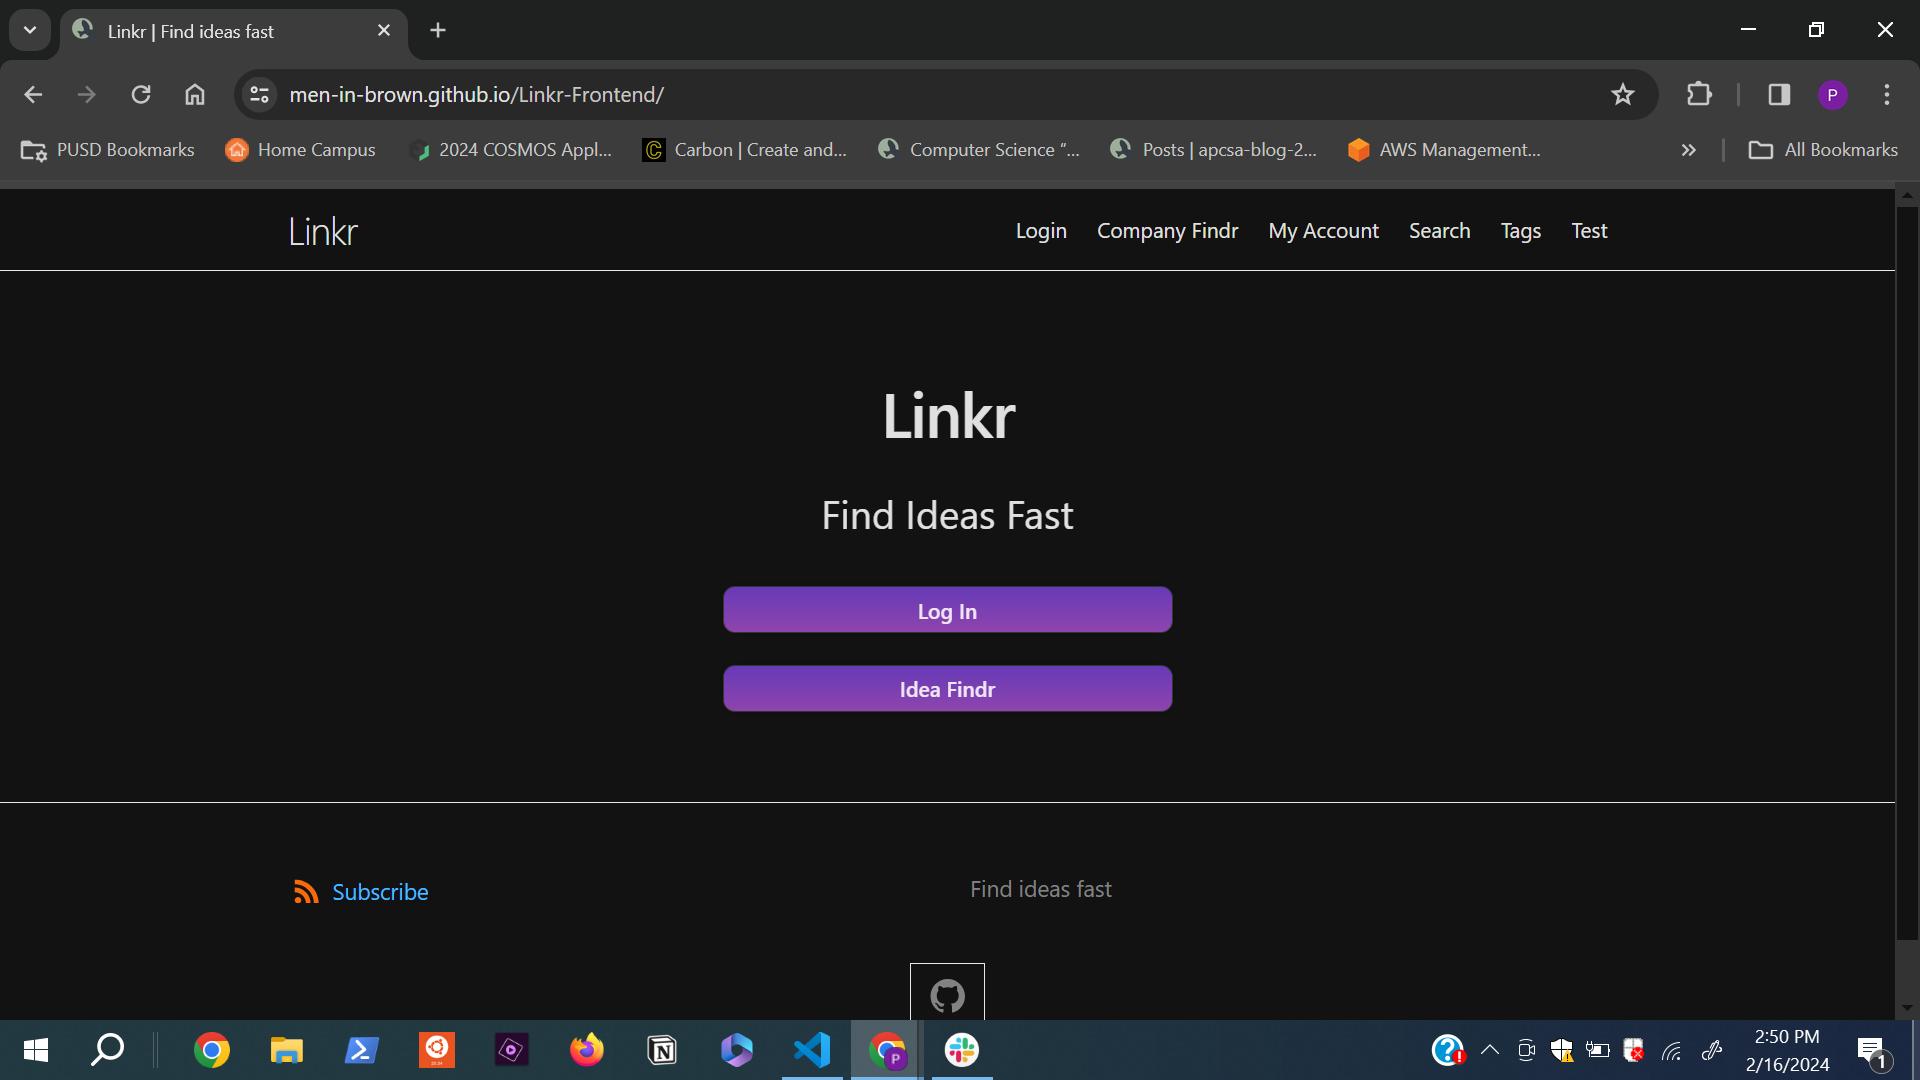 Linkr | Find ideas fast
men-in-brown.github.io/Linkr-Frontend/
P
PUSD Bookmarks
Home Campus
2024 COSMOS Appl...
Carbon | Create and...
Computer Science “...
Posts | apcsa-blog-2...
AWS Management...
All Bookmarks
Linkr
Login
Company Findr
My Account
Search
Tags
Test
Linkr
Find Ideas Fast
Log In
Idea Findr
Subscribe
Find ideas fast
2:50 PM
2/16/2024
1